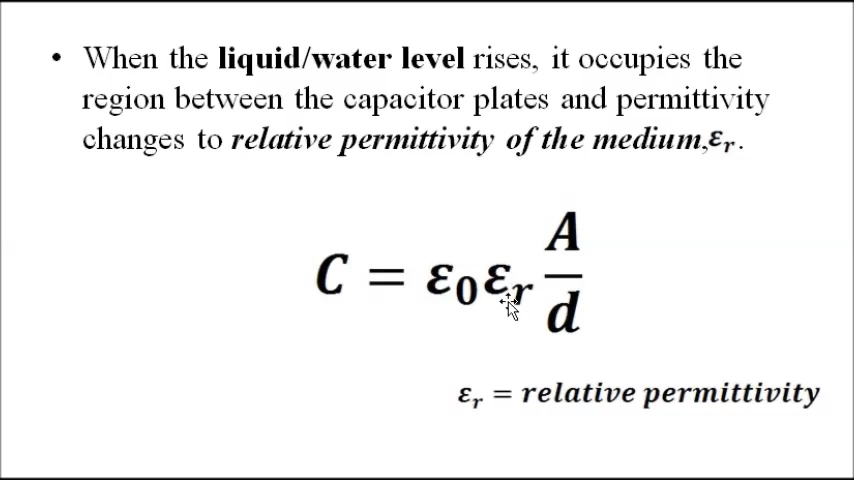 • When the liquid/water level rises, it occupies the
region between the capacitor plates and permittivity
changes to relative permittivity of the medium,εr.
C = ε0εr A/d
εr = relative permittivity